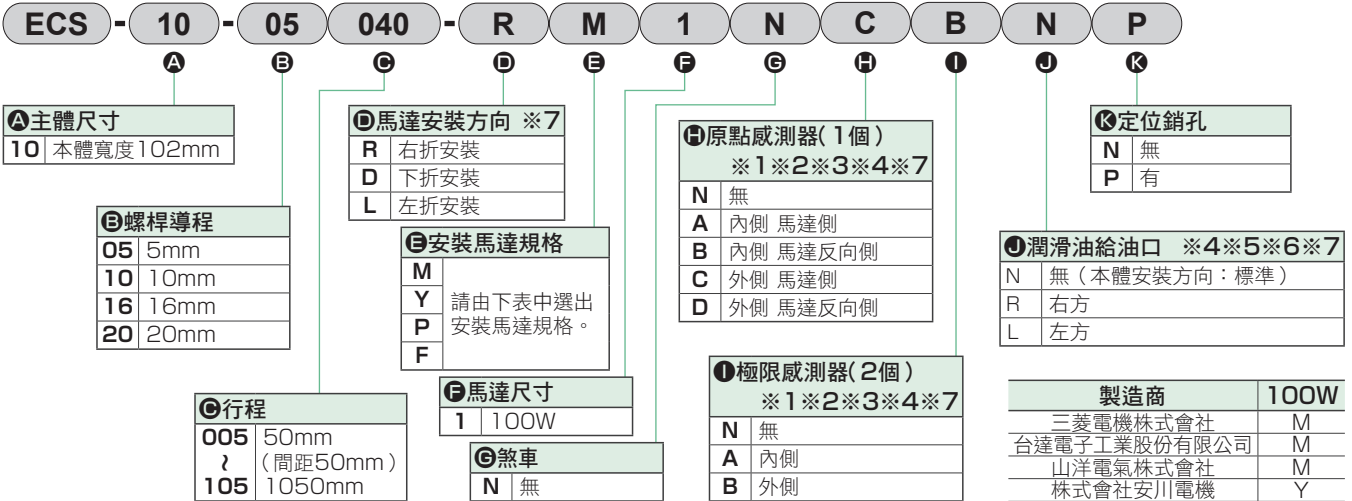 ECS - 10 - 05 040 - R M 1 N C B N P
A B C D E F G H I J K
A主體尺寸
10 本體寬度102mm
B螺桿導程
05 5mm
10 10mm
16 16mm
20 20mm
C行程
005 50mm
~ (間距50mm)
105 1050mm
D馬達安裝方向 ※7
R 右折安裝
D 下折安裝
L 左折安裝
E安裝馬達規格
M
Y 請由下表中選出
P 安裝馬達規格。
F
F馬達尺寸
1 100W
G煞車
N 無
H原點感測器(1個)
※1※2※3※4※7
N 無
A 內側 馬達側
B 內側 馬達反向側
C 外側 馬達側
D 外側 馬達反向側
I極限感測器(2個)
※1※2※3※4※7
N 無
A 內側
B 外側
K定位銷孔
N 無
P 有
J潤滑油給油口 ※4※5※6※7
N 無(本體安裝方向：標準)
R 右方
L 左方
製造商 100W
三菱電機株式會社 M
台達電子工業股份有限公司 M
山洋電氣株式會社 M
株式會社安川電機 Y